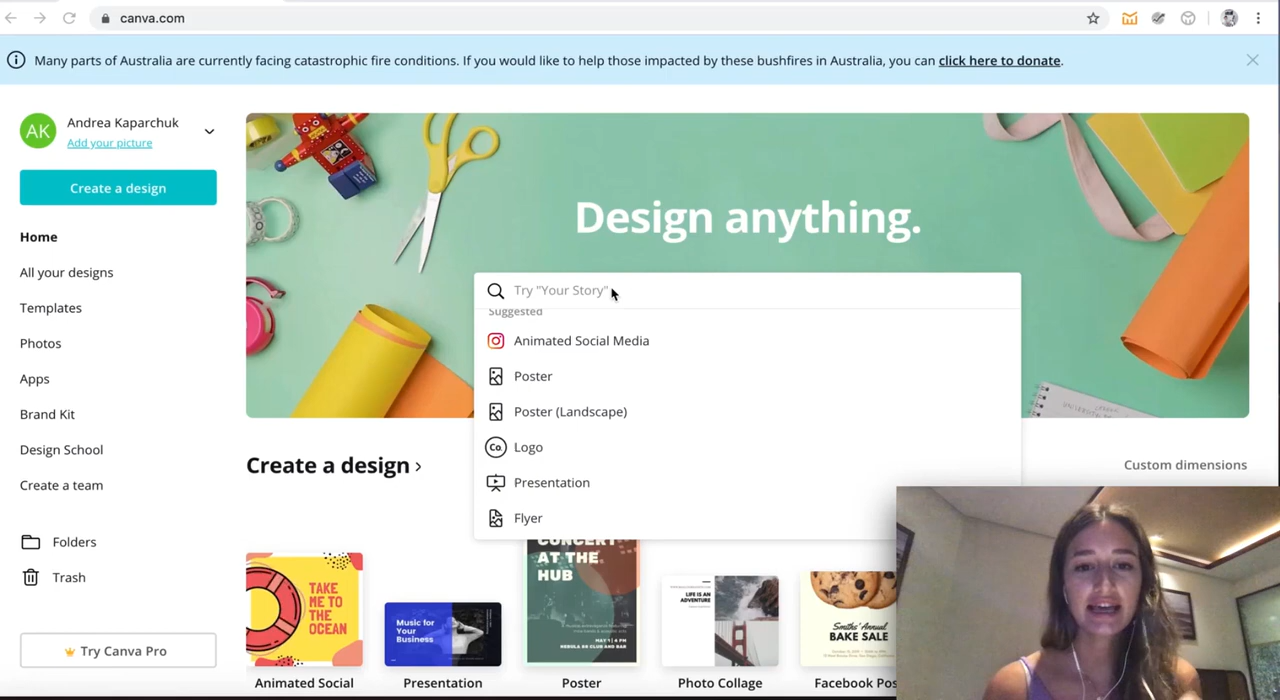 canva.com
Many parts of Australia are currently facing catastrophic fire conditions. If you would like to help those impacted by these bushfires in Australia, you can click here to donate.
AK
Andrea Kaparchuk
Add your picture
Create a design
Home
All your designs
Templates
Photos
Apps
Brand Kit
Design School
Create a team
Folders
Trash
Try Canva Pro
Design anything.
Try "Your Story"
Suggested
Animated Social Media
Poster
Poster (Landscape)
Co.
Logo
Presentation
Flyer
Create a design ›
Custom dimensions
TAKE
ME TO
THE
OCEAN
Music for
Your
Business
CONCERT
AT THE
HUB
LIFE IS AN
ADVENTURE
Smiths' Annual
BAKE SALE
Animated Social
Presentation
Poster
Photo Collage
Facebook Pos